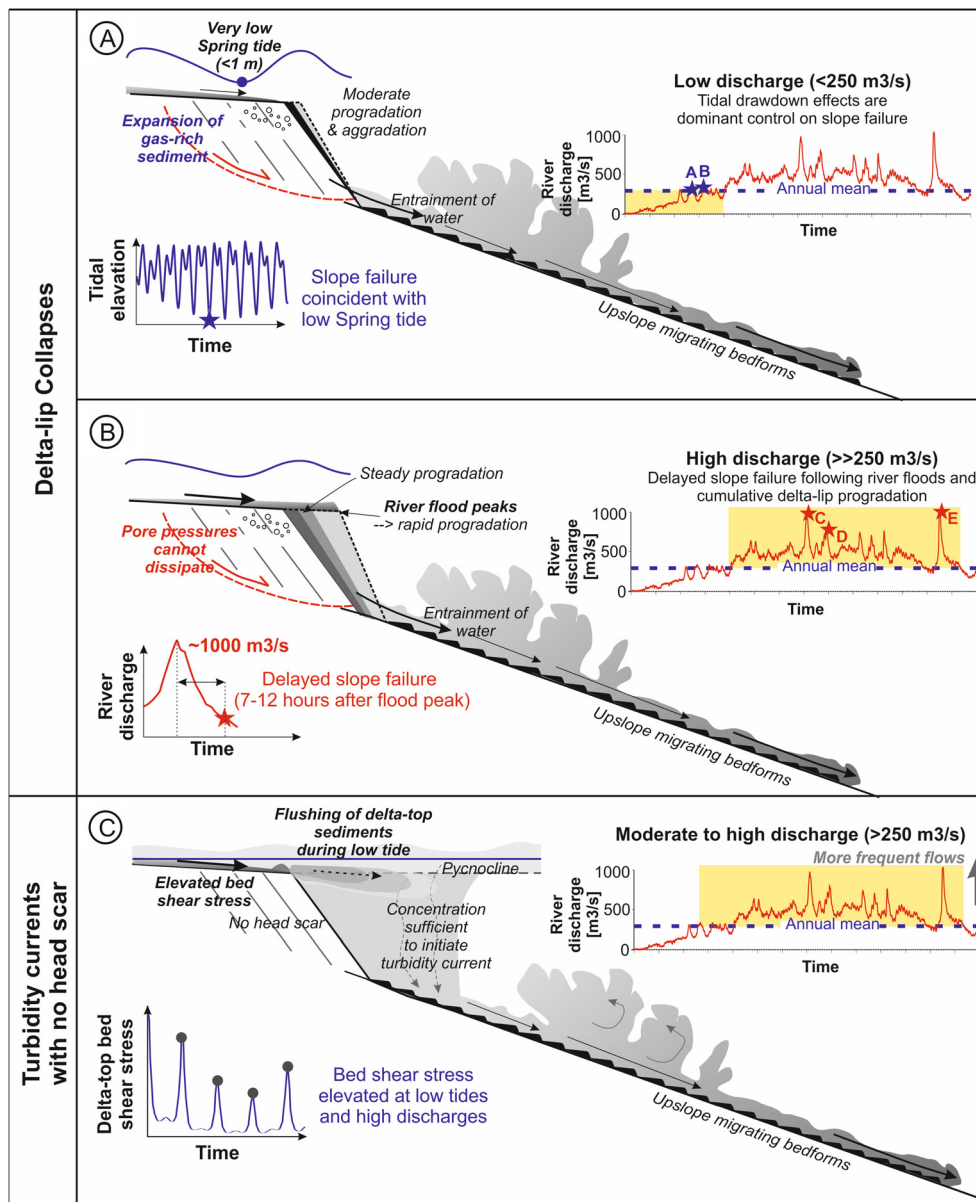 Delta-lip Collapses
A
Very low
Spring tide
(<1 m)
Expansion of
gas-rich
sediment
Moderate
progradation
& aggradation
Entrainment of
water
Upslope migrating bedforms
Tidal
elavation
Time
Slope failure
coincident with
low Spring tide
Low discharge (<250 m3/s)
Tidal drawdown effects are
dominant control on slope failure
River
discharge
[m3/s]
1000
500
0
A
B
Annual mean
Time
B
Steady progradation
River flood peaks
--> rapid progradation
Pore pressures
cannot
dissipate
Entrainment of
water
Upslope migrating bedforms
River
discharge
Time
~1000 m3/s
Delayed slope failure
(7-12 hours after flood peak)
High discharge (>>250 m3/s)
Delayed slope failure following river floods and
cumulative delta-lip progradation
River
discharge
[m3/s]
1000
500
0
C
D
E
Annual mean
Time
Turbidity currents
with no head scar
C
Flushing of delta-top
sediments
during low tide
Pycnocline
Elevated bed
shear stress
No head scar
Concentration
sufficient
to initiate
turbidity current
Upslope migrating bedforms
Delta-top bed
shear stress
Time
Bed shear stress
elevated at low tides
and high discharges
Moderate to high discharge (>250 m3/s)
More frequent flows
River
discharge
[m3/s]
1000
500
0
Annual mean
Time